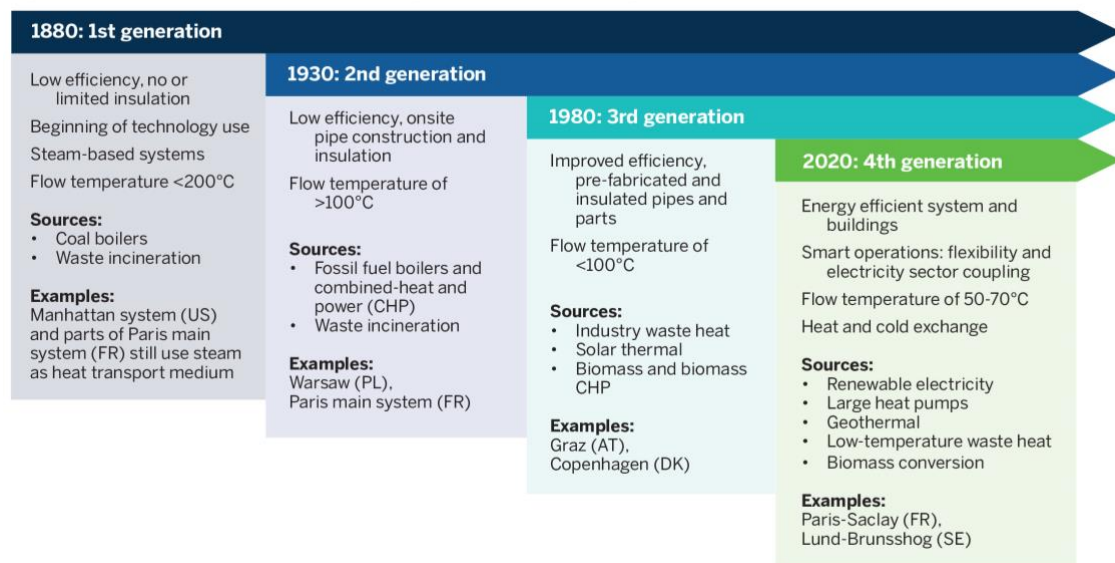 1880: 1st generation
Low efficiency, no or
limited insulation
Beginning of technology use
Steam-based systems
Flow temperature <200°C
Sources:
• Coal boilers
• Waste incineration
Examples:
Manhattan system (US)
and parts of Paris main
system (FR) still use steam
as heat transport medium
1930: 2nd generation
Low efficiency, onsite
pipe construction and
insulation
Flow temperature of
>100°C
Sources:
• Fossil fuel boilers and
combined-heat and
power (CHP)
• Waste incineration
Examples:
Warsaw (PL),
Paris main system (FR)
1980: 3rd generation
Improved efficiency,
pre-fabricated and
insulated pipes and
parts
Flow temperature of
<100°C
Sources:
• Industry waste heat
• Solar thermal
• Biomass and biomass
CHP
Examples:
Graz (AT),
Copenhagen (DK)
2020: 4th generation
Energy efficient system and
buildings
Smart operations: flexibility and
electricity sector coupling
Flow temperature of 50-70°C
Heat and cold exchange
Sources:
• Renewable electricity
• Large heat pumps
• Geothermal
• Low-temperature waste heat
• Biomass conversion
Examples:
Paris-Saclay (FR),
Lund-Brunsshog (SE)